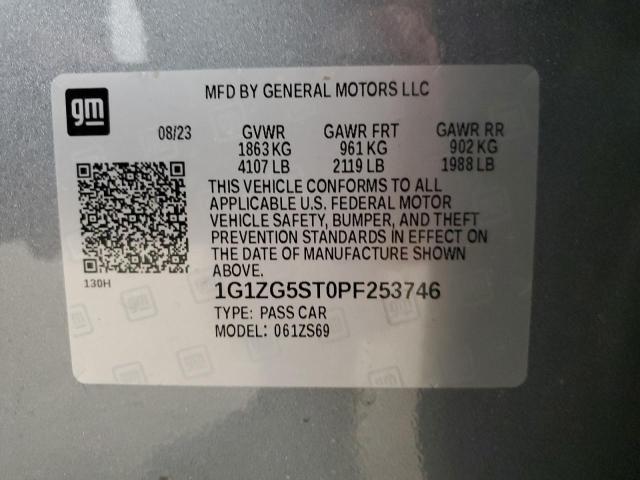 gm
MFD BY GENERAL MOTORS LLC
08/23 GVWR GAWR FRT GAWR RR
1863 KG 961 KG 902 KG
4107 LB 2119 LB 1988 LB
THIS VEHICLE CONFORMS TO ALL
APPLICABLE U.S. FEDERAL MOTOR
VEHICLE SAFETY, BUMPER, AND THEFT
PREVENTION STANDARDS IN EFFECT ON
THE DATE OF MANUFACTURE SHOWN
ABOVE.
130H
1G1ZG5ST0PF253746
TYPE: PASS CAR
MODEL: 061ZS69